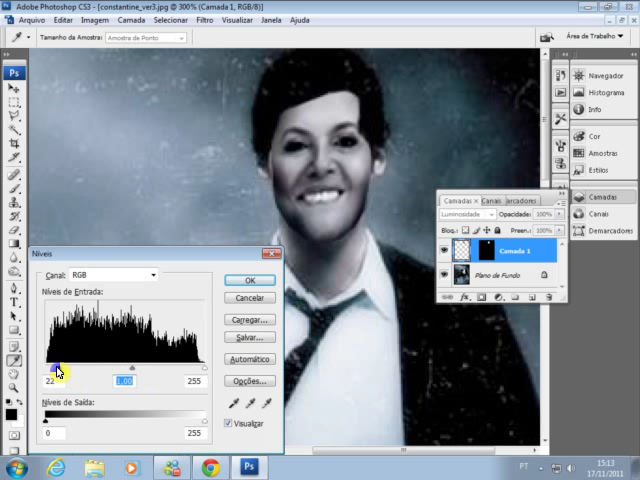 Adobe Photoshop CS3 - [constantine_ver3.jpg @ 300% (Camada 1, RGB/8)]
Arquivo Editar Imagem Camada Selecionar Filtro Visualizar Janela Ajuda
Tamanho da Amostra: Amostra de Ponto
Área de Trabalho
Ps
Navegador
Histograma
Info
Cor
Amostras
Estilos
Camadas
Canais
Demarcadores
Camadas × Canais
Luminosidade Opacidade: 100%
Bloq.: Preen.: 100%
Camada 1
Plano de Fundo
Níveis
Canal: RGB
OK
Níveis de Entrada:
Cancelar
Carregar...
Salvar...
Automático
22 1,00 255
Opções...
Níveis de Saída:
Visualizar
0 255
PT
15:13
17/11/2011